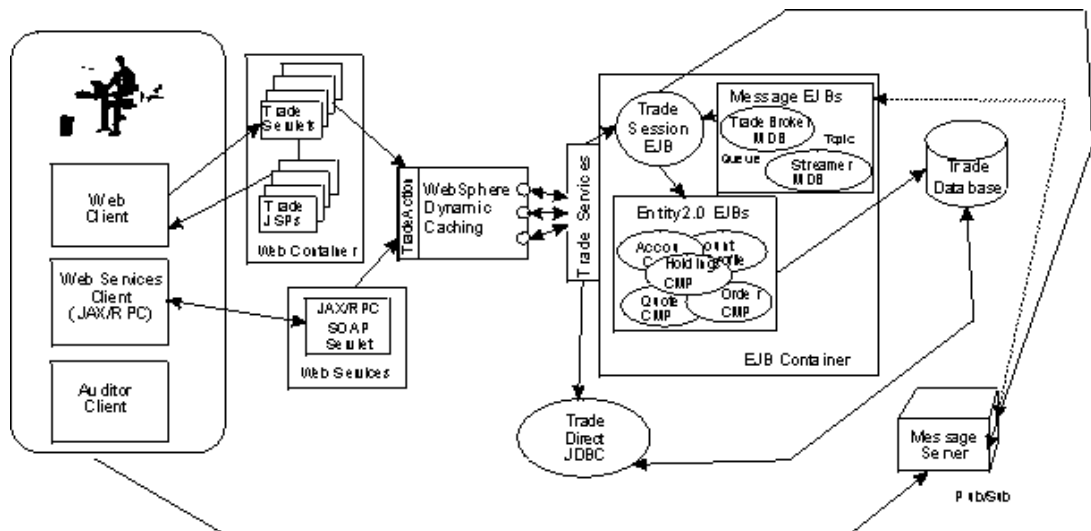 Web
Client
Web Services
Client
(JAX/RPC)
Auditor
Client
Trade
Servlets
Trade
JSPs
Web Container
JAX/RPC
SOAP
Servlet
Web Services
TradeAction
WebSphere
Dynamic
Caching
Trade Services
Trade
Session
EJB
Message EJBs
Trade Broker
MDB
Topic
Queue
Streamer
MDB
Entity2.0 EJBs
Holdings
CMP
Quote
CMP
Order
CMP
EJB Container
Trade
Direct
JDBC
Trade
Database
Message
Server
Pub/Sub